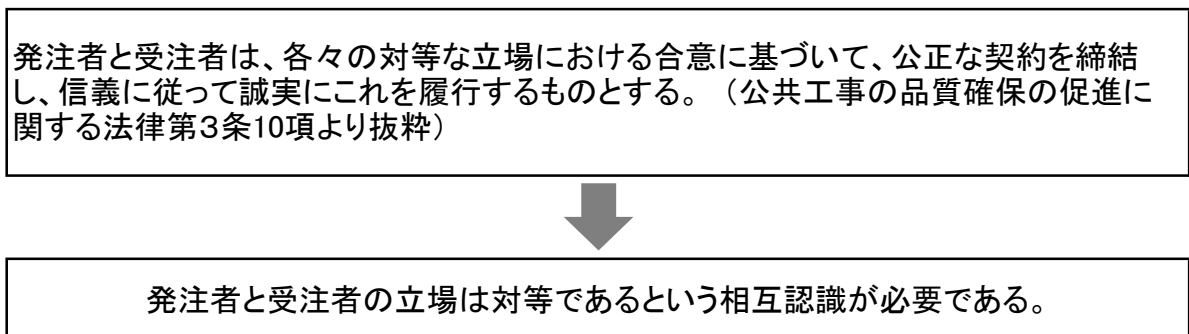 発注者と受注者は、各々の対等な立場における合意に基づいて、公正な契約を締結
し、信義に従って誠実にこれを履行するものとする。 （公共工事の品質確保の促進に
関する法律第３条10項より抜粋）
発注者と受注者の立場は対等であるという相互認識が必要である。